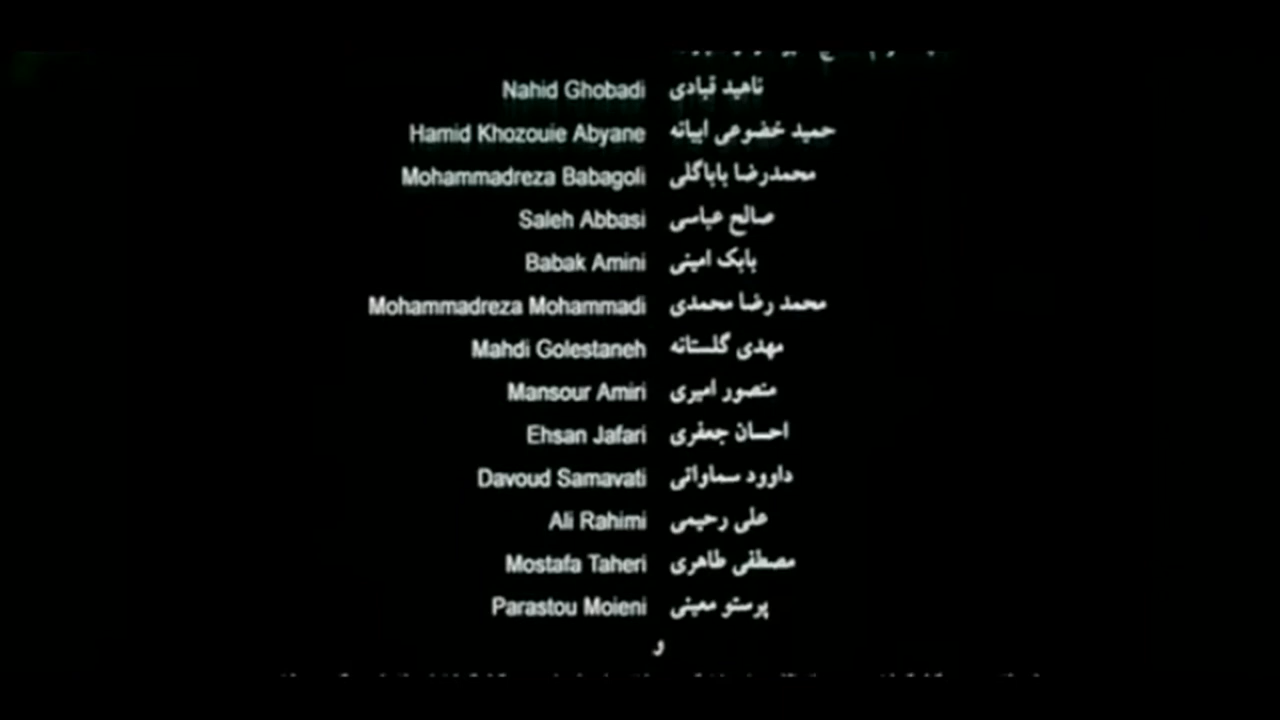 Nahid Ghobadi ناهید قبادی
Hamid Khozouie Abyane حمید خضوعی ابیانه
Mohammadreza Babagoli محمدرضا باباگلی
Saleh Abbasi صالح عباسی
Babak Amini بابک امینی
Mohammadreza Mohammadi محمد رضا محمدی
Mahdi Golestaneh مهدی گلستانه
Mansour Amiri منصور امیری
Ehsan Jafari احسان جعفری
Davoud Samavati داوود سماواتی
Ali Rahimi علی رحیمی
Mostafa Taheri مصطفی طاهری
Parastou Moieni پرستو معینی
و